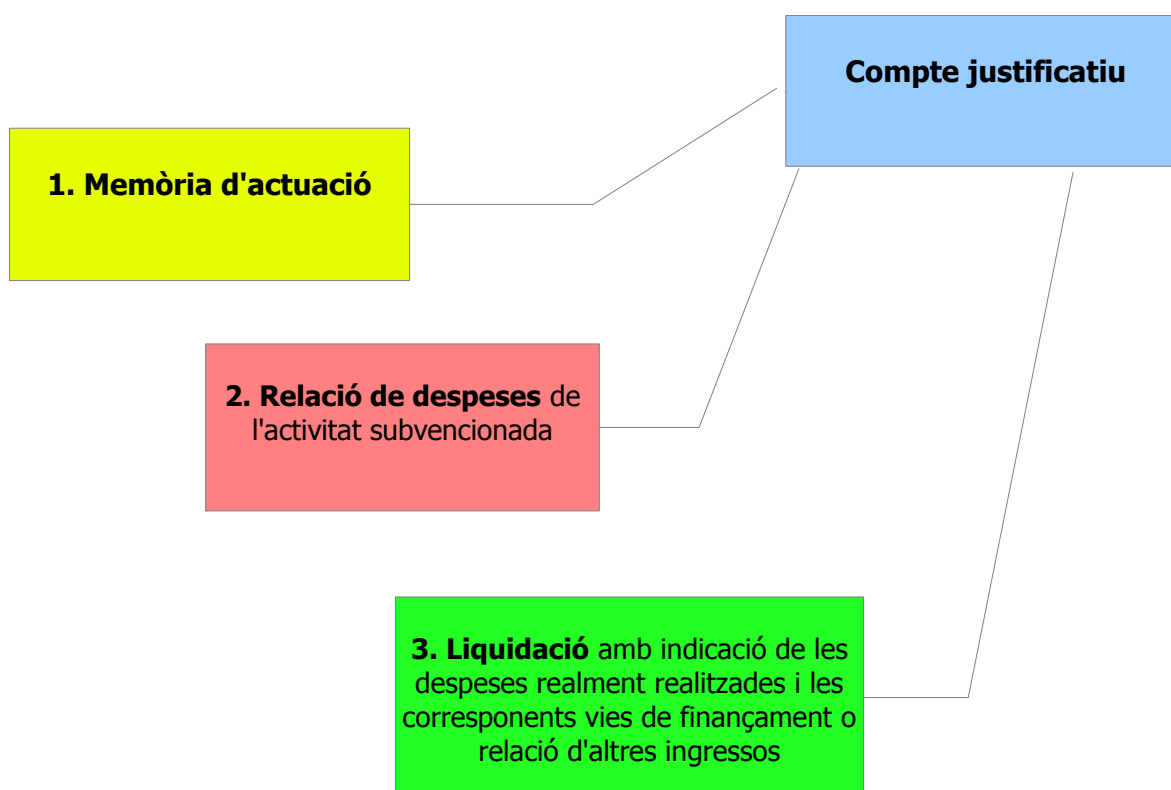 Compte justificatiu
1. Memòria d'actuació
2. Relació de despeses de
l'activitat subvencionada
3. Liquidació amb indicació de les
despeses realment realitzades i les
corresponents vies de finançament o
relació d'altres ingressos